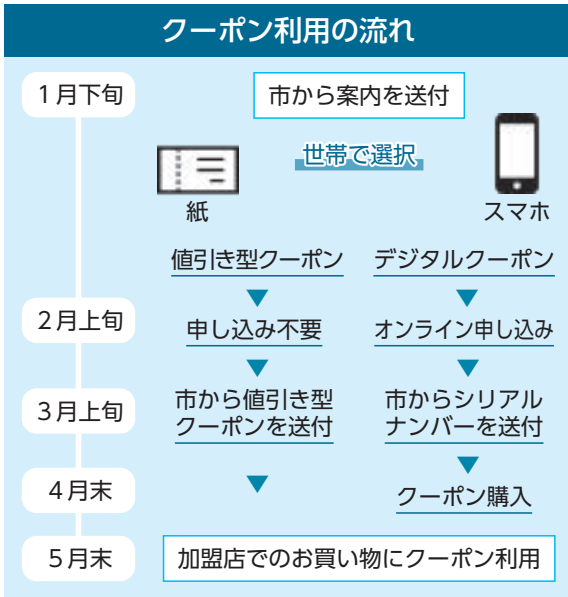 クーポン利用の流れ
1月下旬
市から案内を送付
世帯で選択
紙
スマホ
値引き型クーポン
デジタルクーポン
2月上旬
申し込み不要
オンライン申し込み
3月上旬
市から値引き型
クーポンを送付
市からシリアル
ナンバーを送付
4月末
クーポン購入
5月末
加盟店でのお買い物にクーポン利用